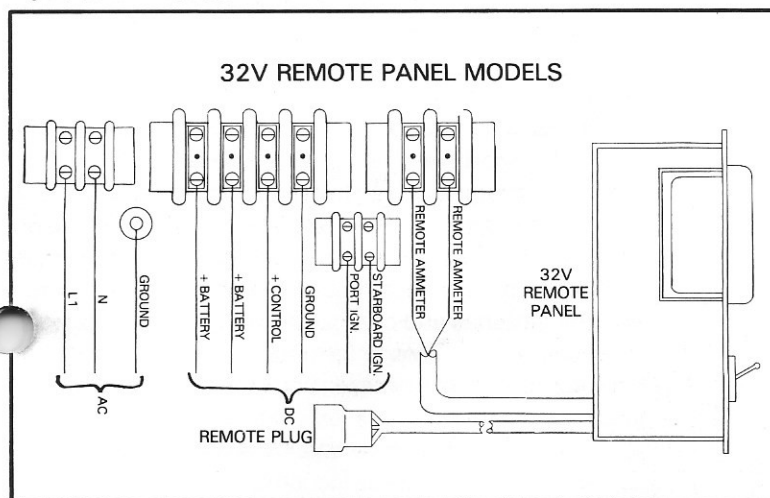 32V REMOTE PANEL MODELS
L1
N
GROUND
AC
+ BATTERY
+ BATTERY
+ CONTROL
GROUND
PORT IGN.
STARBOARD IGN.
DC
REMOTE AMMETER
REMOTE AMMETER
32V
REMOTE
PANEL
REMOTE PLUG